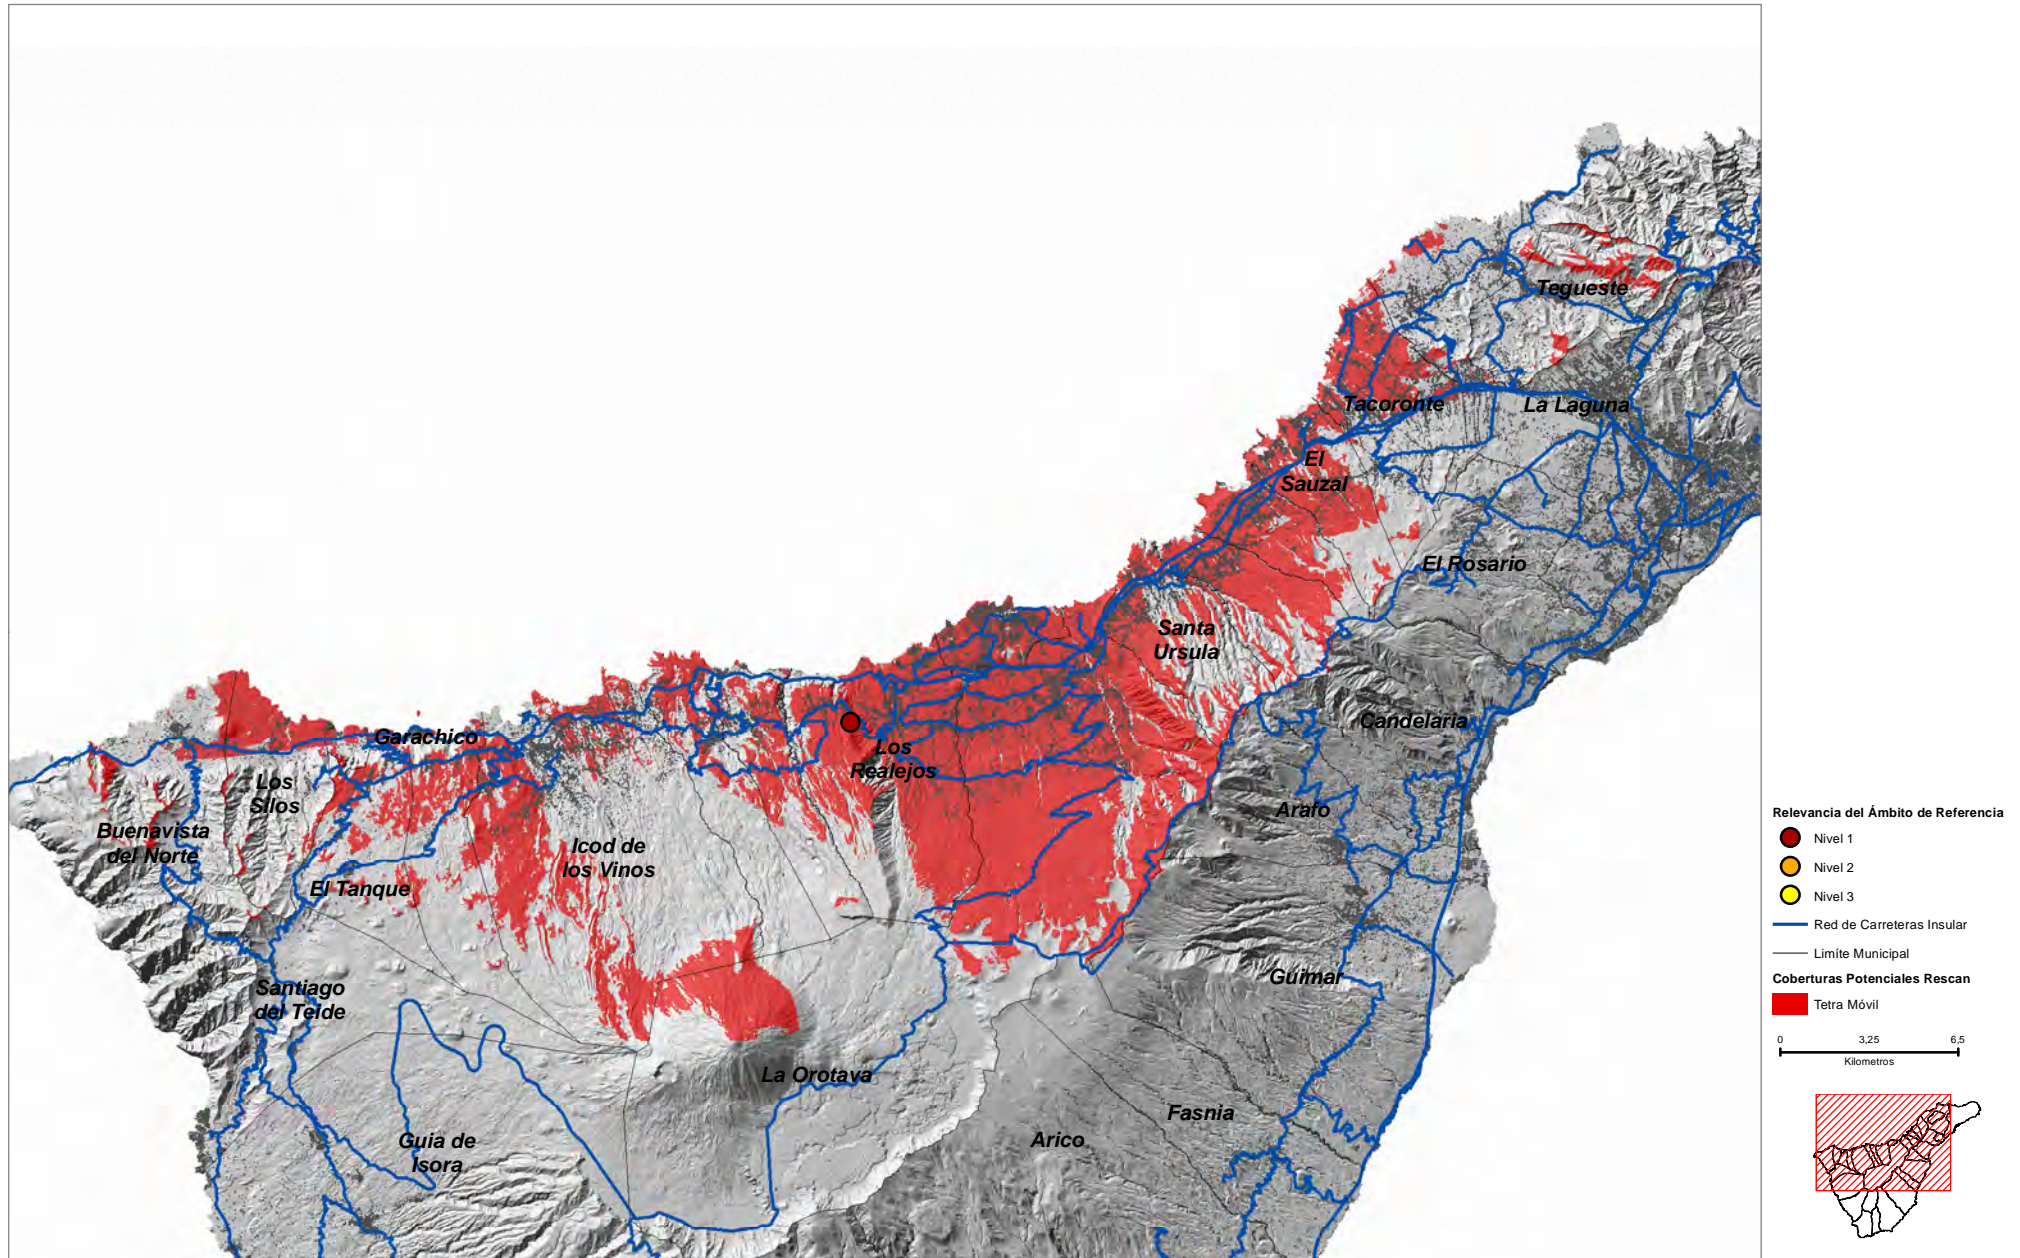 Tegueste
Tacoronte
La Laguna
El
Sauzal
El Rosario
Santa
Ursula
Candelaria
Garachico
Los
Realejos
Los
Silos
Arafo
Buenavista
del Norte
Icod de
los Vinos
El Tanque
Guimar
Santiago
del Teide
La Orotava
Fasnia
Arico
Guia de
Isora
Relevancia del Ámbito de Referencia
Nivel 1
Nivel 2
Nivel 3
Red de Carreteras Insular
Limíte Municipal
Coberturas Potenciales Rescan
Tetra Móvil
0 3,25 6,5
Kilometros